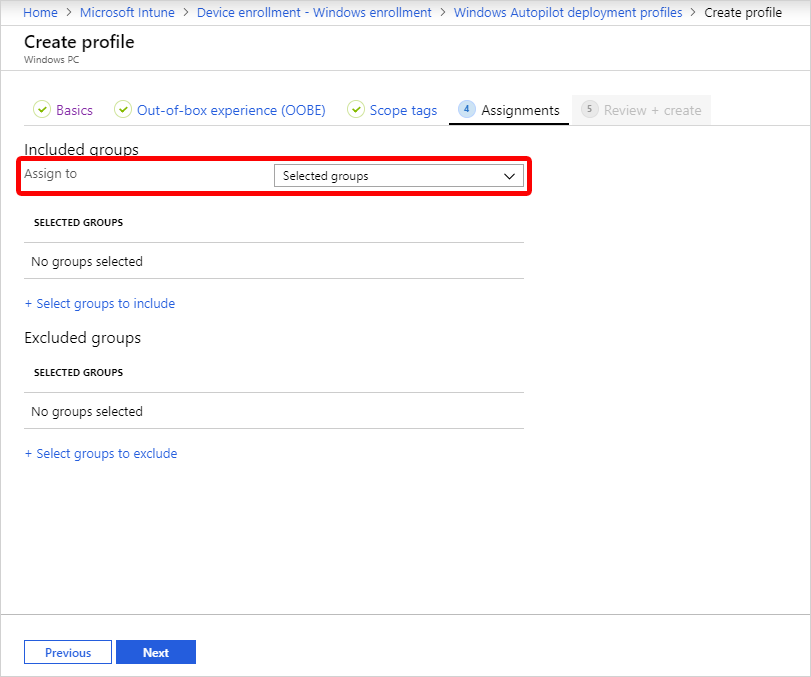 Home > Microsoft Intune > Device enrollment - Windows enrollment > Windows Autopilot deployment profiles > Create profile
Create profile
Windows PC
Basics Out-of-box experience (OOBE) Scope tags 4 Assignments 5 Review + create
Included groups
Assign to Selected groups
SELECTED GROUPS
No groups selected
+ Select groups to include
Excluded groups
SELECTED GROUPS
No groups selected
+ Select groups to exclude
Previous Next